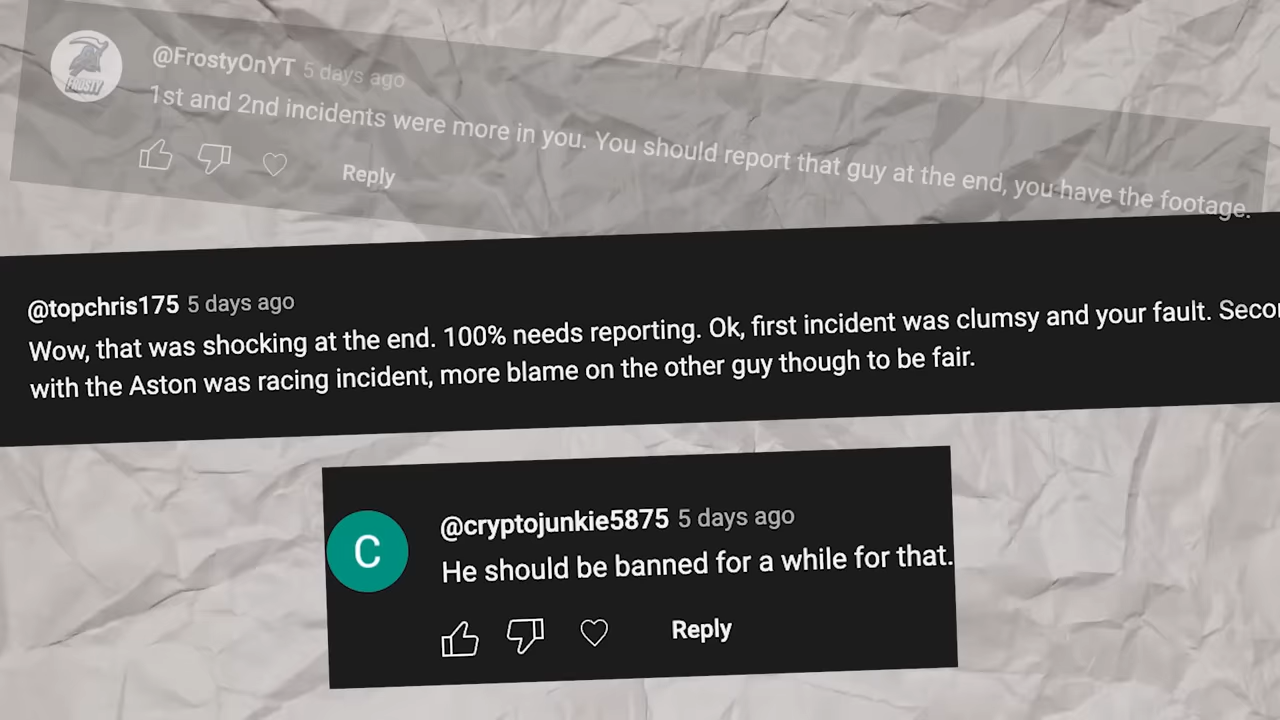 @FrostyOnYT 5 days ago
1st and 2nd incidents were more in you. You should report that guy at the end, you have the footage.
FROSTY
Reply
@topchris175 5 days ago
Wow, that was shocking at the end. 100% needs reporting. Ok, first incident was clumsy and your fault. Secon
with the Aston was racing incident, more blame on the other guy though to be fair.
C
@cryptojunkie5875 5 days ago
He should be banned for a while for that.
Reply